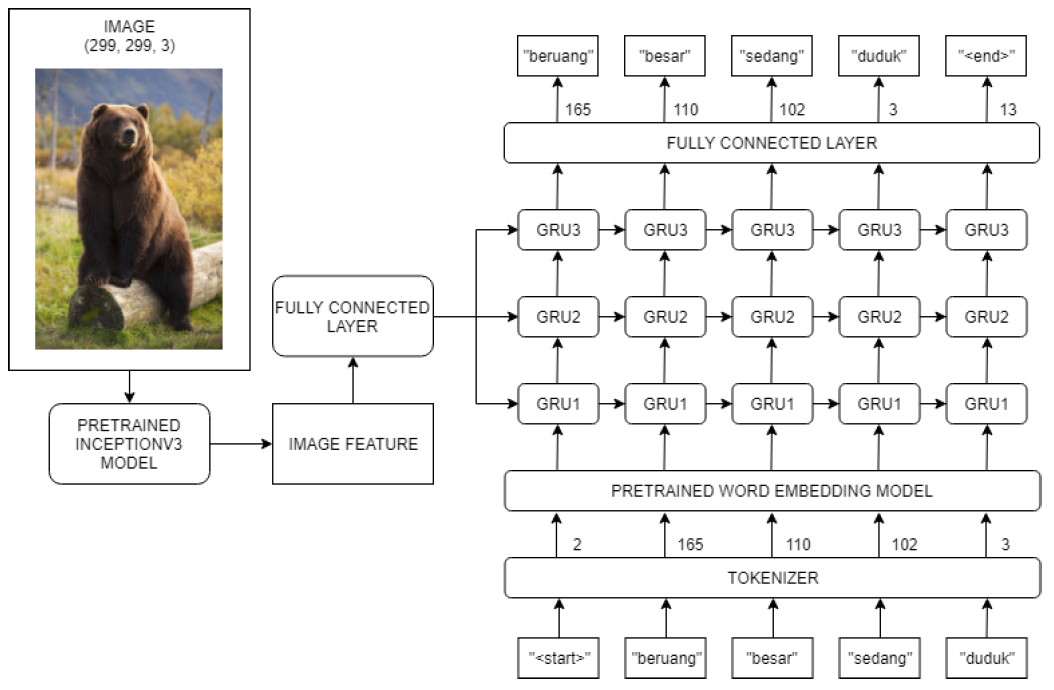 IMAGE
(299, 299, 3)
PRETRAINED
INCEPTIONV3
MODEL
IMAGE FEATURE
FULLY CONNECTED
LAYER
"beruang" "besar" "sedang" "duduk" "<end>"
165 110 102 3 13
FULLY CONNECTED LAYER
GRU3 GRU3 GRU3 GRU3 GRU3
GRU2 GRU2 GRU2 GRU2 GRU2
GRU1 GRU1 GRU1 GRU1 GRU1
PRETRAINED WORD EMBEDDING MODEL
2 165 110 102 3
TOKENIZER
"<start>" "beruang" "besar" "sedang" "duduk"